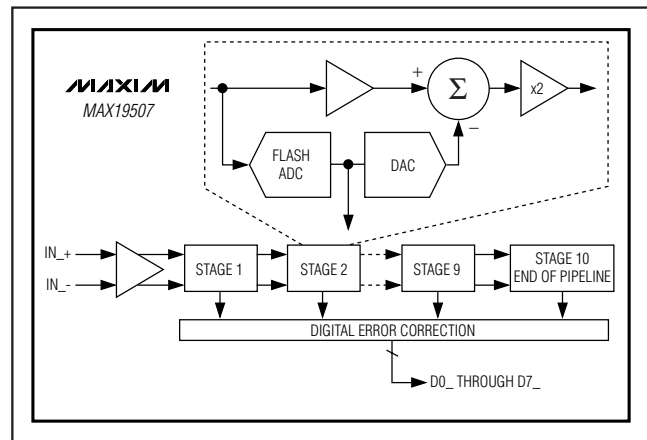 MAXIM
MAX19507
+
Σ
x2
−
FLASH
ADC
DAC
IN_+
IN_-
STAGE 1
STAGE 2
STAGE 9
STAGE 10
END OF PIPELINE
DIGITAL ERROR CORRECTION
D0_ THROUGH D7_